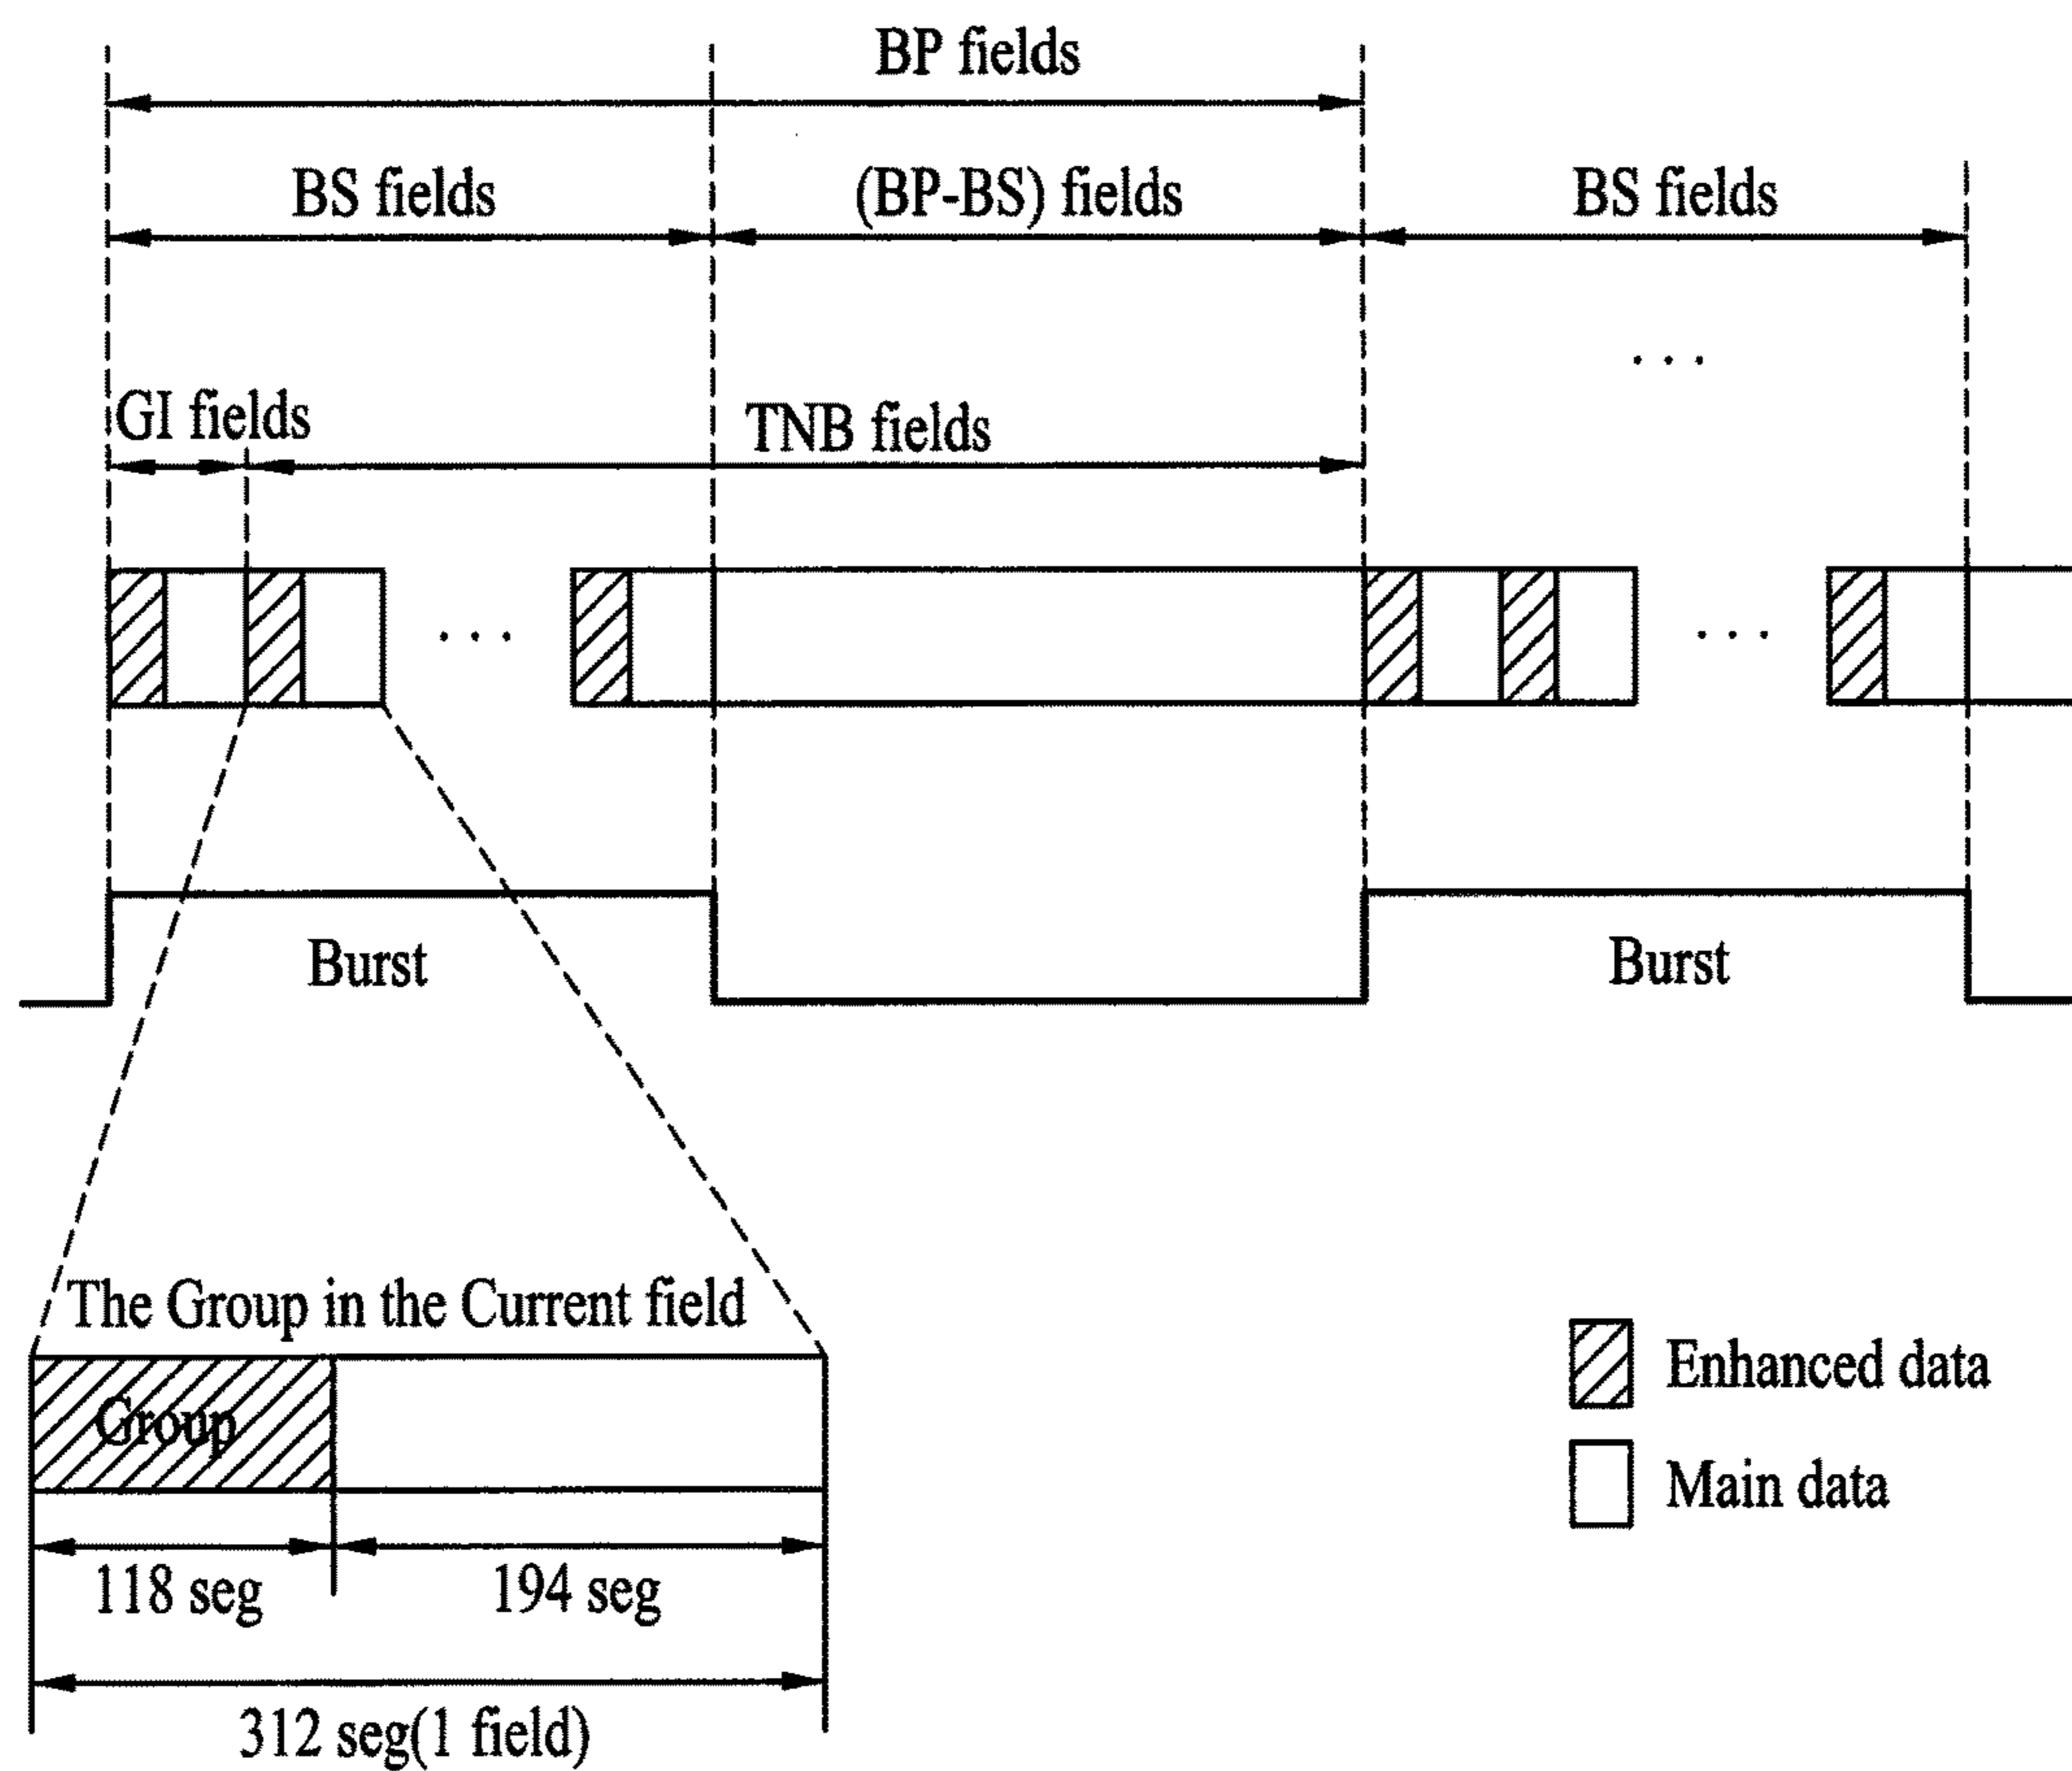 BP fields
BS fields
(BP-BS) fields
BS fields
. . .
GI fields
TNB fields
. . .
. . .
Burst
Burst
The Group in the Current field
Group
118 seg
194 seg
312 seg(1 field)
Enhanced data
Main data